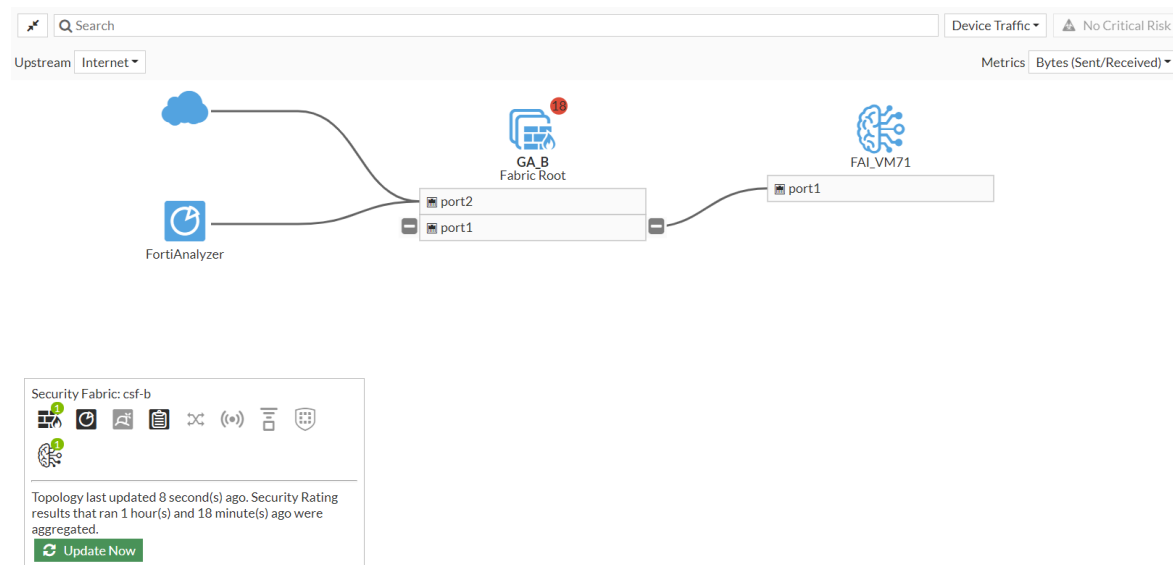 Search
Device Traffic
No Critical Risk
Upstream
Internet
Metrics
Bytes (Sent/Received)
18
GA_B
Fabric Root
port2
port1
FAI_VM71
port1
FortiAnalyzer
Security Fabric: csf-b
1
1
Topology last updated 8 second(s) ago. Security Rating
results that ran 1 hour(s) and 18 minute(s) ago were
aggregated.
Update Now